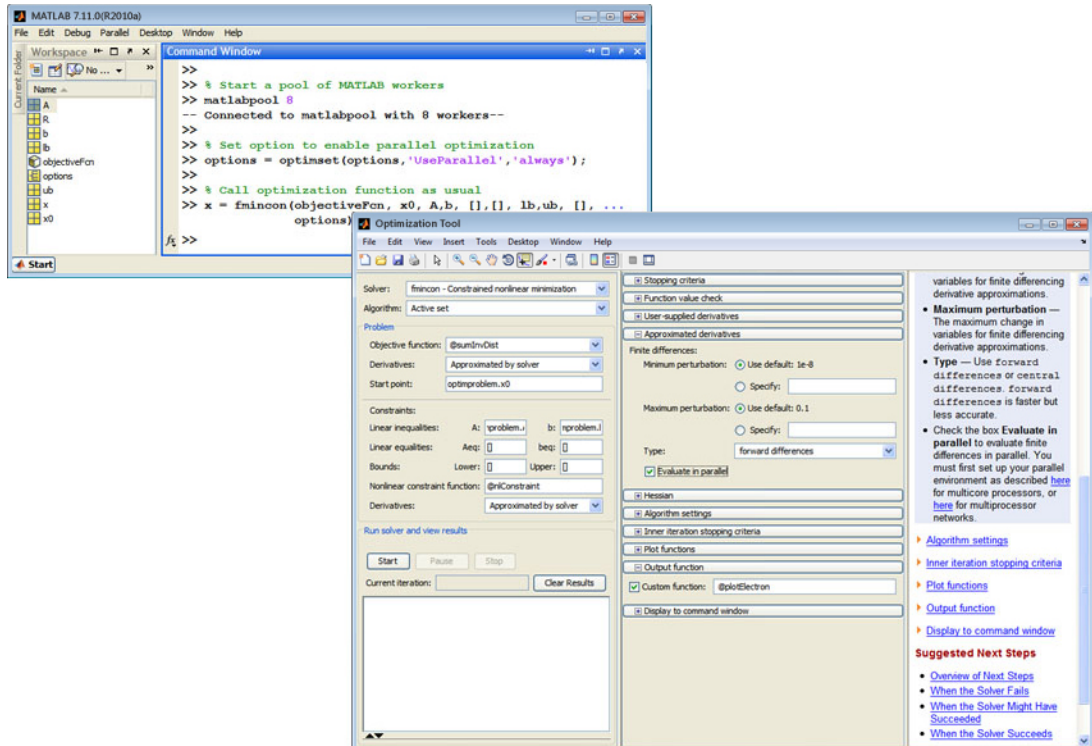 MATLAB 7.11.0(R2010a)
File Edit Debug Parallel Desktop Window Help
Current Folder
Workspace
No ...
Name
A
R
b
lb
objectiveFcn
options
ub
x
x0
Command Window
>>
>> % Start a pool of MATLAB workers
>> matlabpool 8
-- Connected to matlabpool with 8 workers--
>>
>> % Set option to enable parallel optimization
>> options = optimset(options,'UseParallel','always');
>>
>> % Call optimization function as usual
>> x = fmincon(objectiveFcn, x0, A,b, [],[], lb,ub, [], ...
options)
fx >>
Start
Optimization Tool
File Edit View Insert Tools Desktop Window Help
Solver: fmincon - Constrained nonlinear minimization
Algorithm: Active set
Problem
Objective function: @sumInvDist
Derivatives: Approximated by solver
Start point: optimproblem.x0
Constraints:
Linear inequalities: A: problem. b: problem.
Linear equalities: Aeq: [] beq: []
Bounds: Lower: [] Upper: []
Nonlinear constraint function: @nlConstraint
Derivatives: Approximated by solver
Run solver and view results
Start Pause Stop
Current iteration: Clear Results
Stopping criteria
Function value check
User-supplied derivatives
Approximated derivatives
Finite differences:
Minimum perturbation: Use default: 1e-8
Specify:
Maximum perturbation: Use default: 0.1
Specify:
Type: forward differences
Evaluate in parallel
Hessian
Algorithm settings
Inner iteration stopping criteria
Plot functions
Output function
Custom function: @plotElectron
Display to command window
variables for finite differencing
derivative approximations.
• Maximum perturbation —
The maximum change in
variables for finite differencing
derivative approximations.
• Type — Use forward
differences or central
differences. forward
differences is faster but
less accurate.
• Check the box Evaluate in
parallel to evaluate finite
differences in parallel. You
must first set up your parallel
environment as described here
for multicore processors, or
here for multiprocessor
networks.
Algorithm settings
Inner iteration stopping criteria
Plot functions
Output function
Display to command window
Suggested Next Steps
• Overview of Next Steps
• When the Solver Fails
• When the Solver Might Have
Succeeded
• When the Solver Succeeds